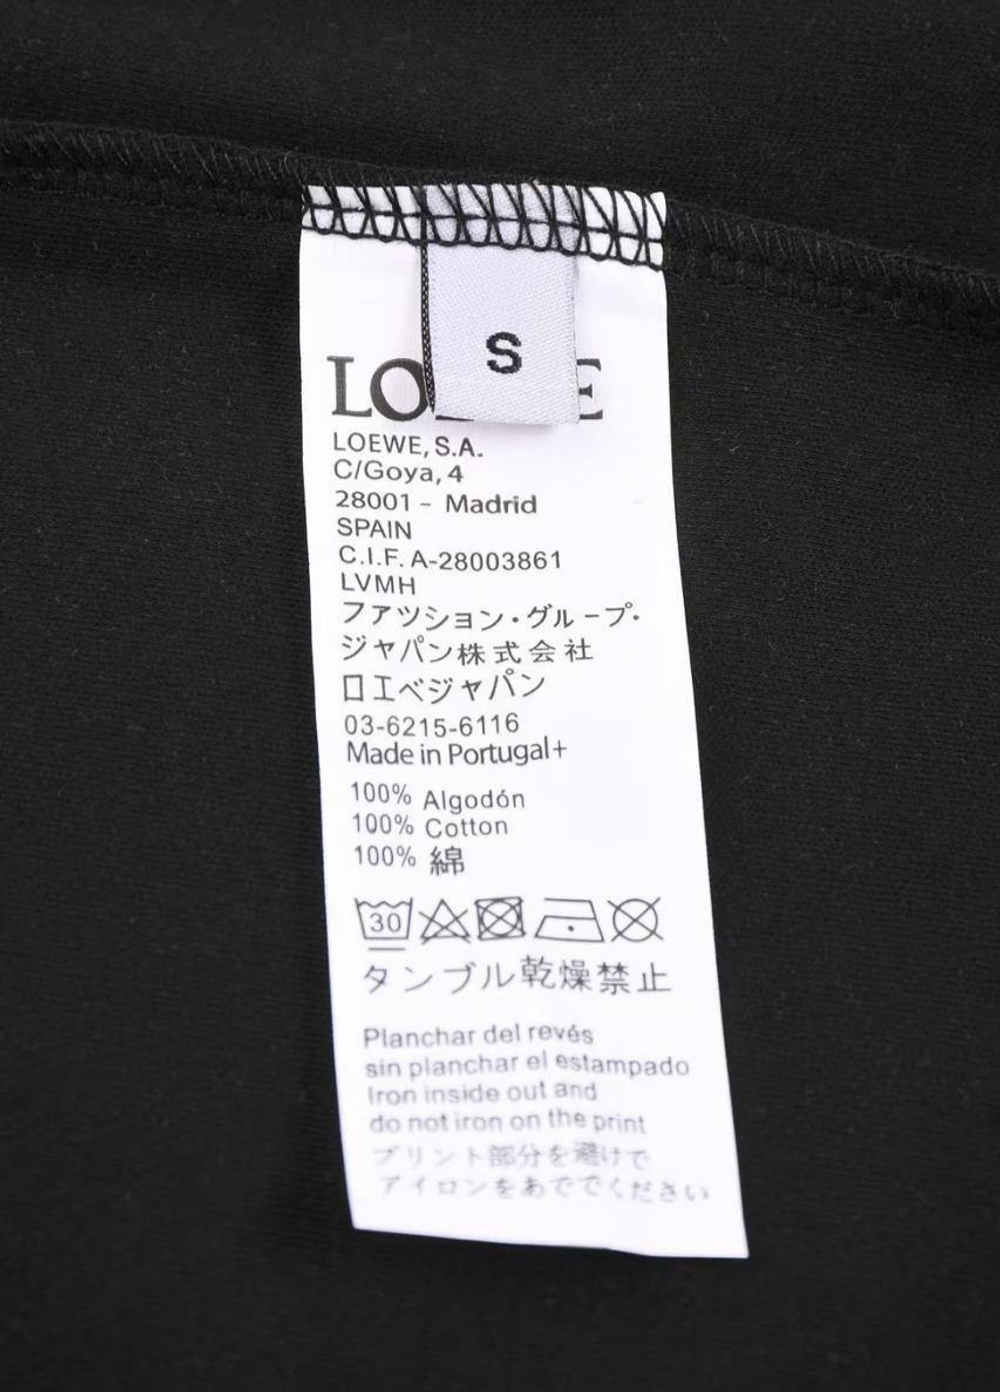 S
LO E
LOEWE, S.A.
C/Goya, 4
28001 - Madrid
SPAIN
C.I.F. A-28003861
LVMH
ファツション・グループ・
ジャパン株式会社
ロエベジャパン
03-6215-6116
Made in Portugal+
100% Algodón
100% Cotton
100% 綿
30
タンブル乾燥禁止
Planchar del revés
sin planchar el estampado
Iron inside out and
do not iron on the print
プリント部分を避けで
アイロンをあででください